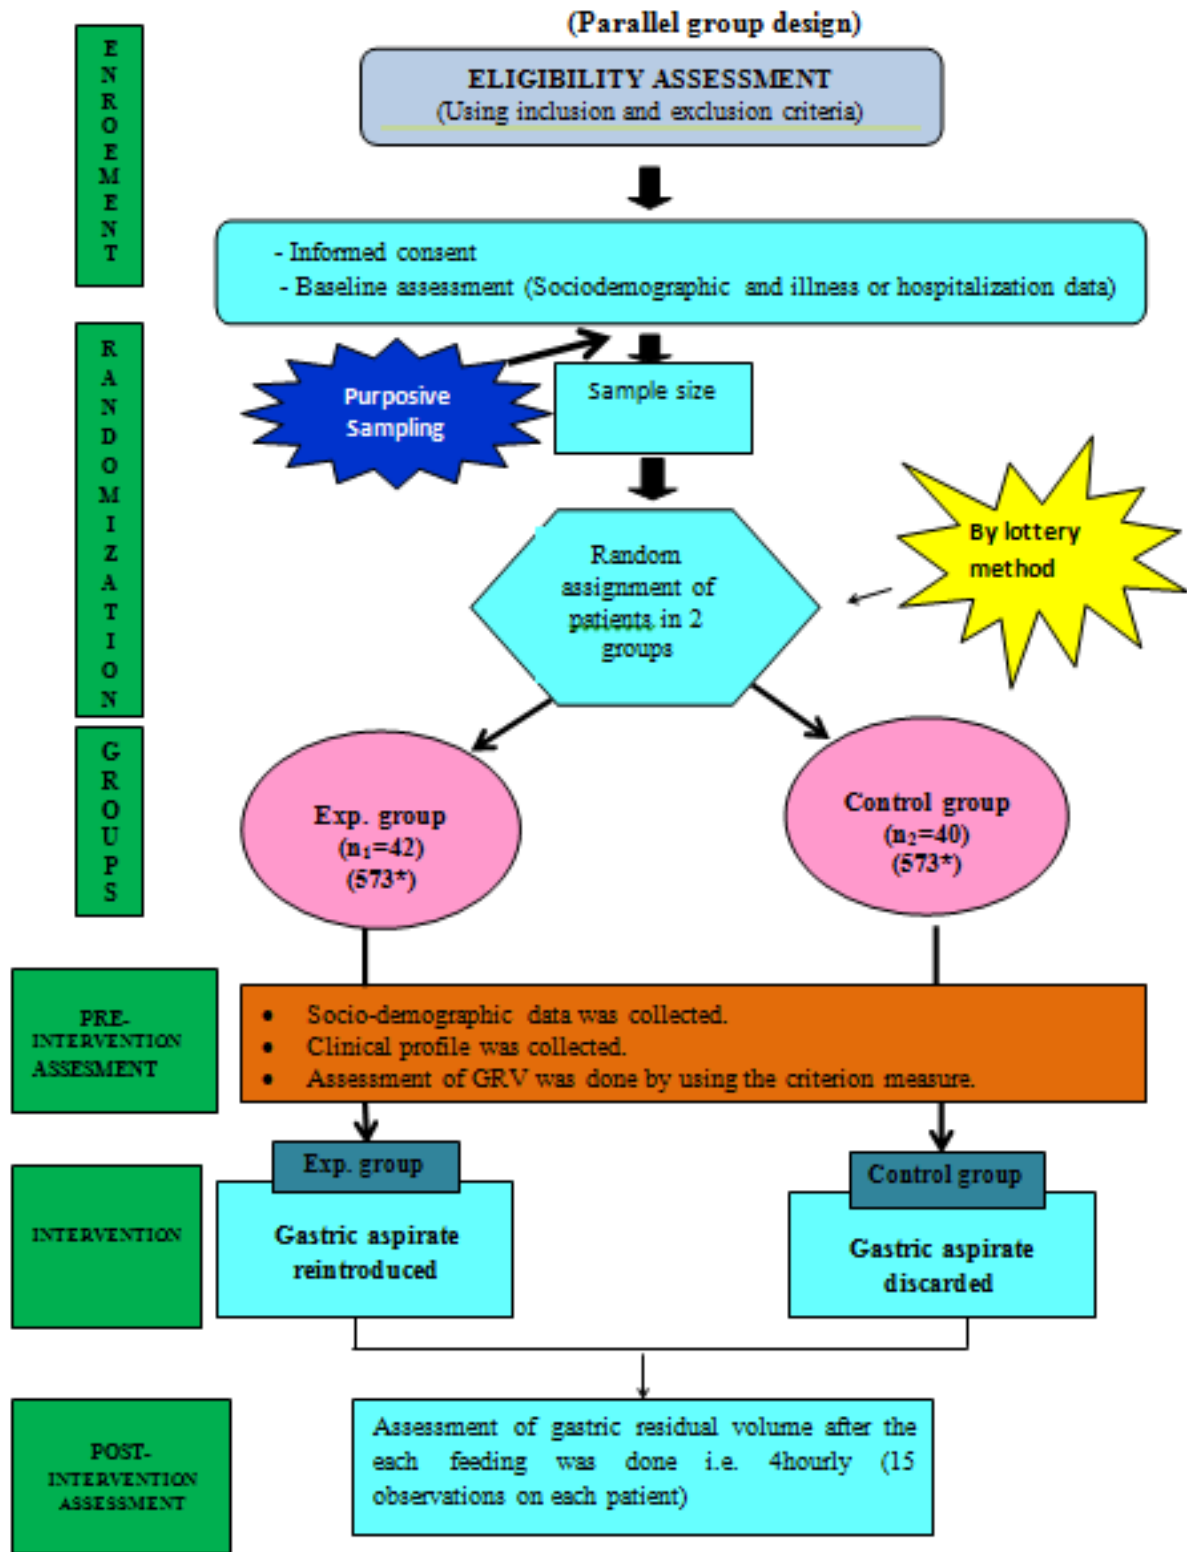 (Parallel group design)
ENROEMENT
ELIGIBILITY ASSESSMENT
(Using inclusion and exclusion criteria)
- Informed consent
- Baseline assessment (Sociodemographic and illness or hospitalization data)
RANDOMIZATION
Purposive
Sampling
Sample size
Random
assignment of
patients in 2
groups
By lottery
method
GROUPS
Exp. group
(n₁=42)
(573*)
Control group
(n₂=40)
(573*)
PRE-
INTERVENTION
ASSESMENT
• Socio-demographic data was collected.
• Clinical profile was collected.
• Assessment of GRV was done by using the criterion measure.
INTERVENTION
Exp. group
Gastric aspirate
reintroduced
Control group
Gastric aspirate
discarded
POST-
INTERVENTION
ASSESSMENT
Assessment of gastric residual volume after the
each feeding was done i.e. 4hourly (15
observations on each patient)